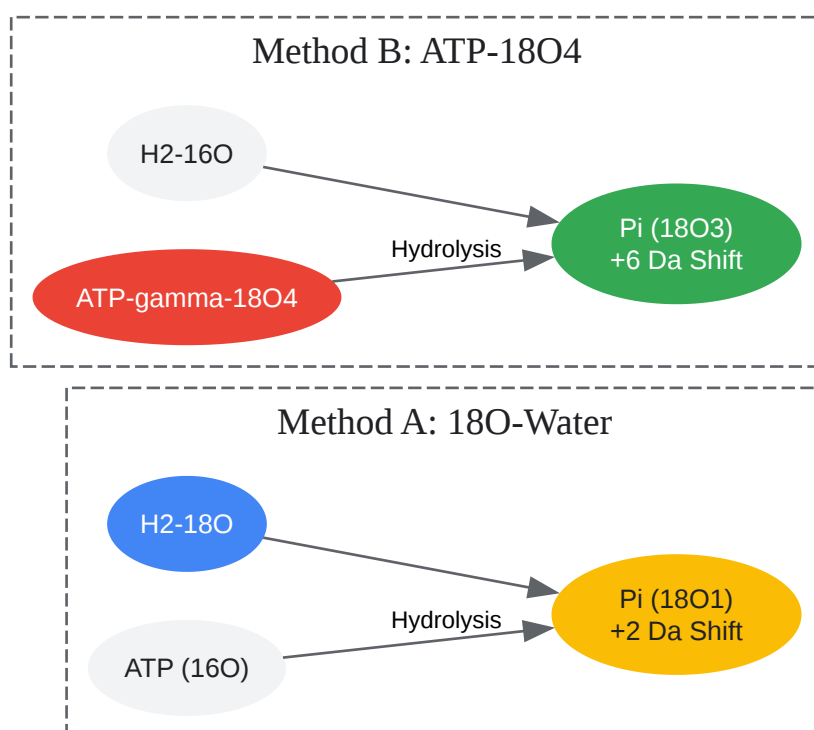 Method B: ATP-18O4
H2-16O
Hydrolysis
ATP-gamma-18O4
Pi (18O3)
+6 Da Shift
Method A: 18O-Water
H2-18O
Hydrolysis
ATP (16O)
Pi (18O1)
+2 Da Shift